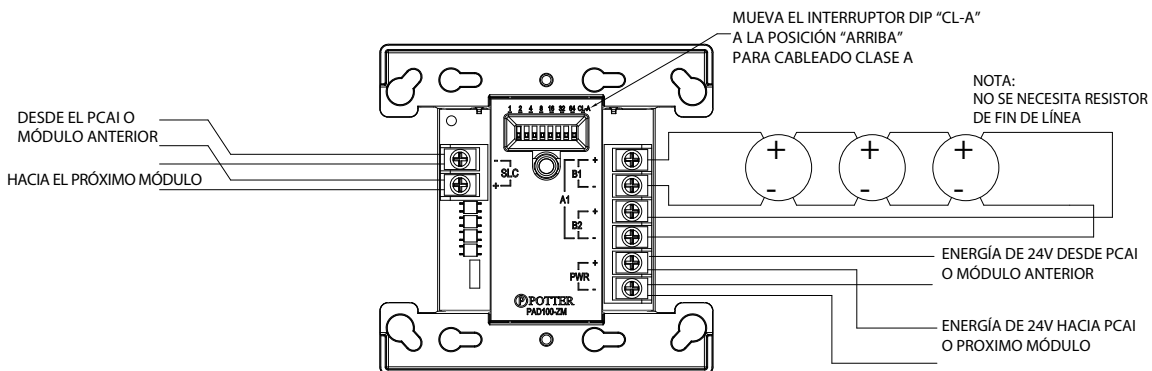 MUEVA EL INTERRUPTOR DIP “CL-A”
A LA POSICIÓN “ARRIBA”
PARA CABLEADO CLASE A
NOTA:
NO SE NECESITA RESISTOR
DE FIN DE LÍNEA
DESDE EL PCAI O
MÓDULO ANTERIOR
HACIA EL PRÓXIMO MÓDULO
1 2 4 8 16 32 64 CL-A
- SLC
+
+ B1
-
A1
+ B2
-
+ PWR
-
POTTER
PAD100-ZM
+ + +
- - -
ENERGÍA DE 24V DESDE PCAI
O MÓDULO ANTERIOR
ENERGÍA DE 24V HACIA PCAI
O PROXIMO MÓDULO